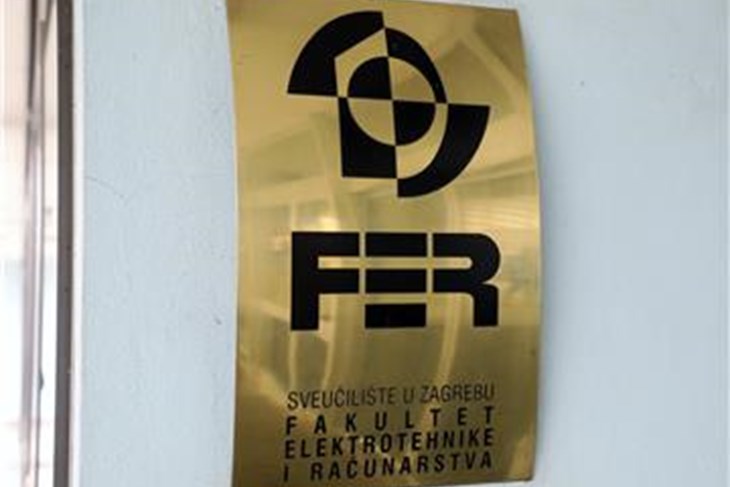 FER
SVEUČILIŠTE U ZAGREBU
FAKULTET
ELEKTROTEHNIKE
I RAČUNARSTVA